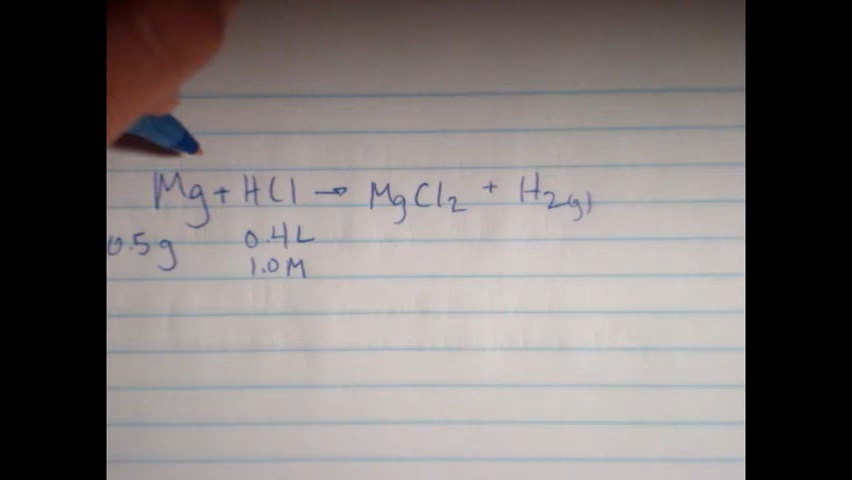 Mg + HCl → MgCl₂ + H₂(g)
0.5g 0.4L
1.0M